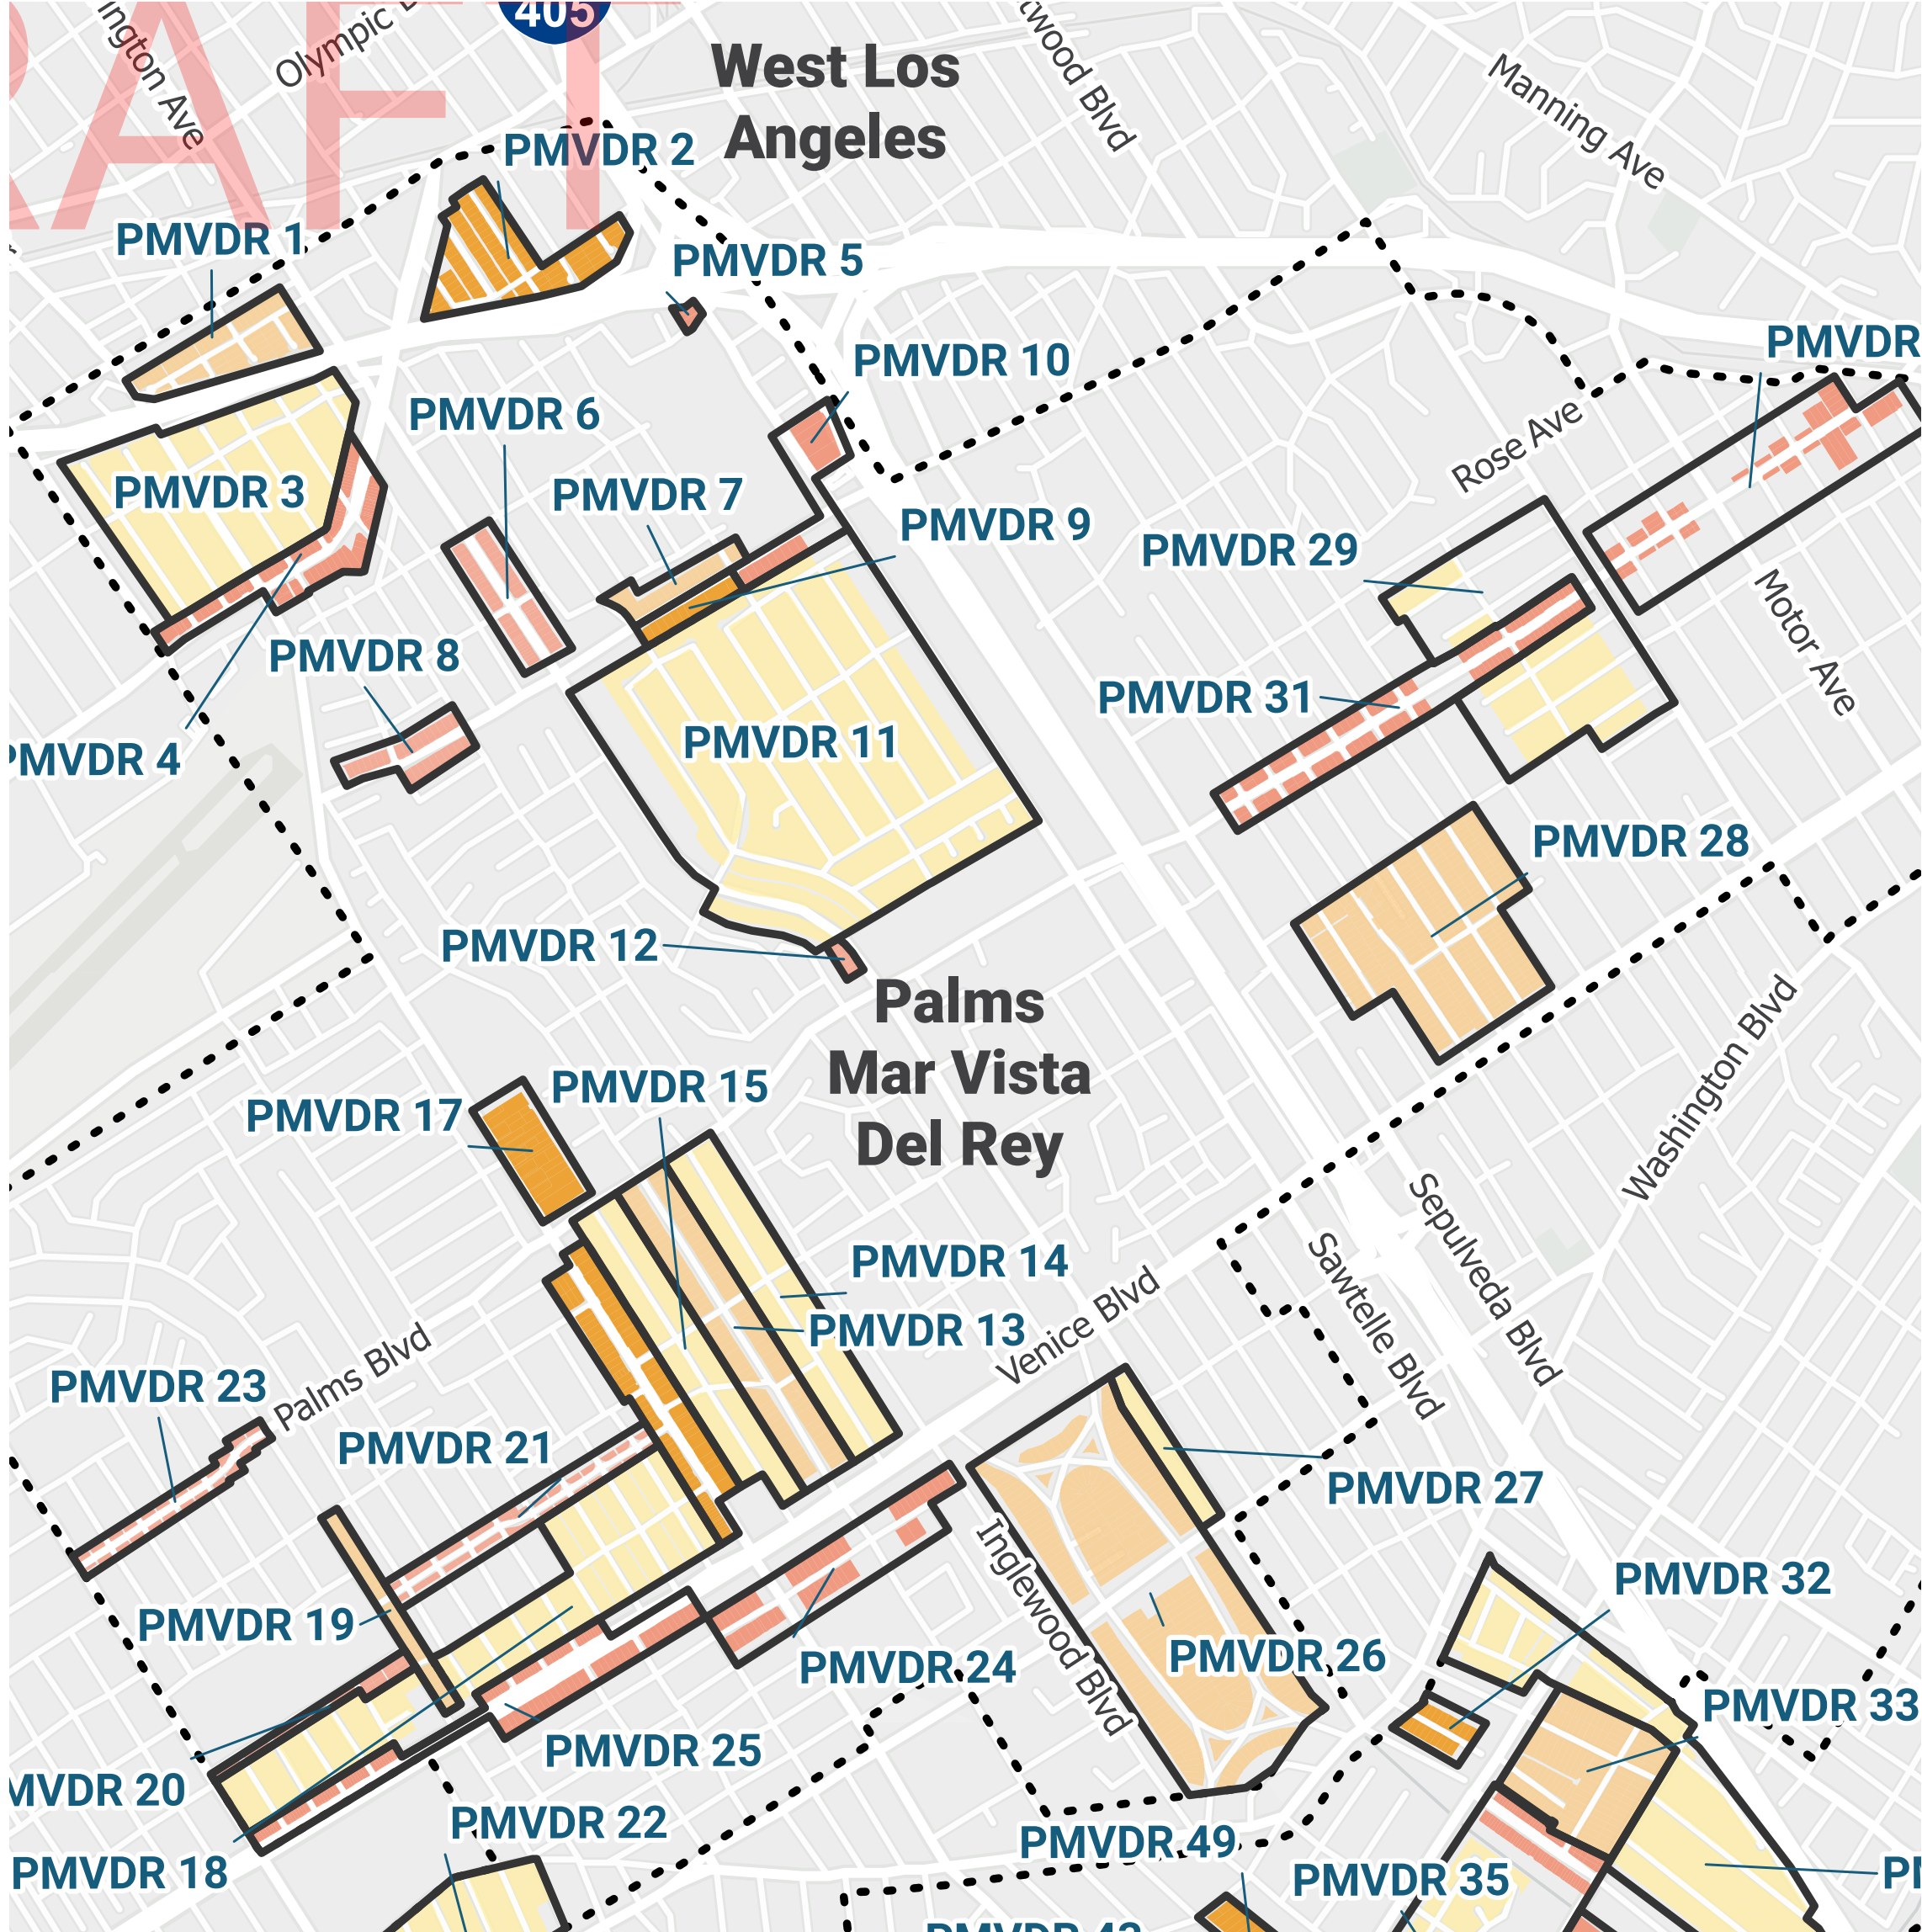 RAFT
405
Olympic
West Los
Angeles
Manning Ave
PMVDR 2
PMVDR 1
PMVDR 5
PMVDR
PMVDR 10
PMVDR 6
Rose Ave
PMVDR 3
PMVDR 7
PMVDR 9
PMVDR 29
Motor Ave
PMVDR 8
PMVDR 31
PMVDR 4
PMVDR 11
PMVDR 28
PMVDR 12
Palms
Mar Vista
Del Rey
Washington Blvd
PMVDR 15
PMVDR 17
PMVDR 14
PMVDR 13
Venice Blvd
Sepulveda Blvd
Sawtelle Blvd
Palms Blvd
PMVDR 23
PMVDR 21
PMVDR 27
Inglewood Blvd
PMVDR 32
PMVDR 19
PMVDR 24
PMVDR 26
PMVDR 33
PMVDR 25
MVDR 20
PMVDR 22
PMVDR 49
PMVDR 18
PMVDR 35